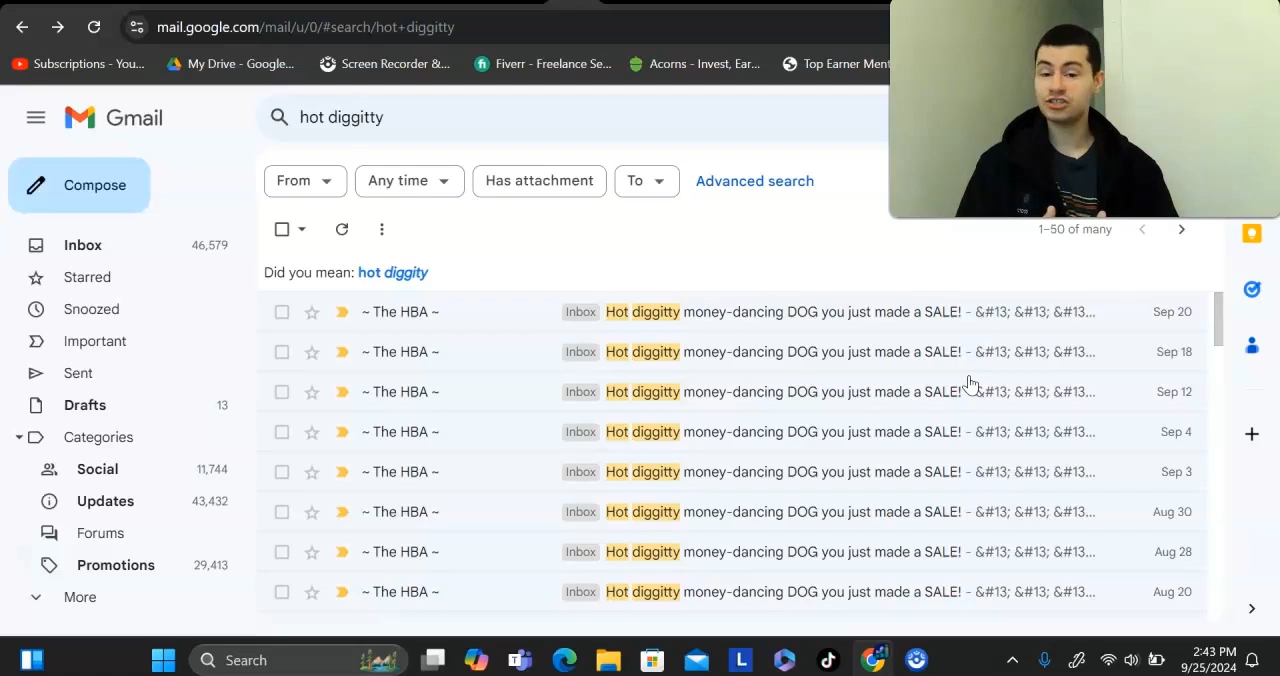 mail.google.com/mail/u/0/#search/hot+diggitty
Subscriptions - You...
My Drive - Google...
Screen Recorder &...
Fiverr - Freelance Se...
Acorns - Invest, Ear...
Top Earner Ment
Gmail
hot diggitty
Compose
From
Any time
Has attachment
To
Advanced search
1–50 of many
Did you mean: hot diggity
Inbox 46,579
Starred
Snoozed
Important
Sent
Drafts 13
Categories
Social 11,744
Updates 43,432
Forums
Promotions 29,413
More
~ The HBA ~ Inbox Hot diggitty money-dancing DOG you just made a SALE! - &#13; &#13; &#13... Sep 20
~ The HBA ~ Inbox Hot diggitty money-dancing DOG you just made a SALE! - &#13; &#13; &#13... Sep 18
~ The HBA ~ Inbox Hot diggitty money-dancing DOG you just made a SALE! - &#13; &#13; &#13... Sep 12
~ The HBA ~ Inbox Hot diggitty money-dancing DOG you just made a SALE! - &#13; &#13; &#13... Sep 4
~ The HBA ~ Inbox Hot diggitty money-dancing DOG you just made a SALE! - &#13; &#13; &#13... Sep 3
~ The HBA ~ Inbox Hot diggitty money-dancing DOG you just made a SALE! - &#13; &#13; &#13... Aug 30
~ The HBA ~ Inbox Hot diggitty money-dancing DOG you just made a SALE! - &#13; &#13; &#13... Aug 28
~ The HBA ~ Inbox Hot diggitty money-dancing DOG you just made a SALE! - &#13; &#13; &#13... Aug 20
Search
L
2:43 PM
9/25/2024